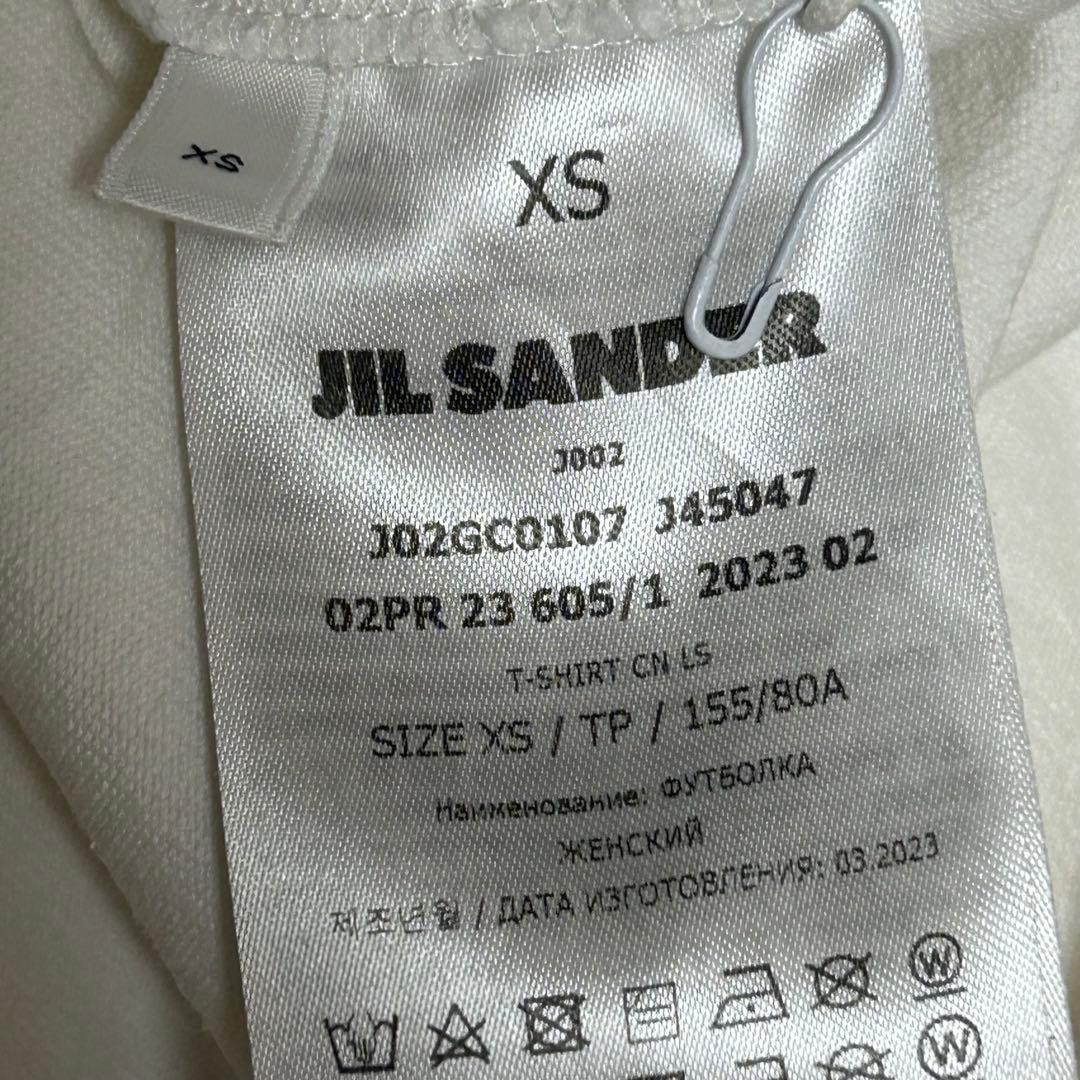 XS
XS
JIL SANDER
J002
J02GC0107 J45047
02PR 23 605/1 2023 02
T-SHIRT CN LS
SIZE XS / TP / 155/80A
Наименование: ФУТБОЛКА
ЖЕНСКИЙ
제조년월 / ДАТА ИЗГОТОВЛЕНИЯ: 03.2023
W
W